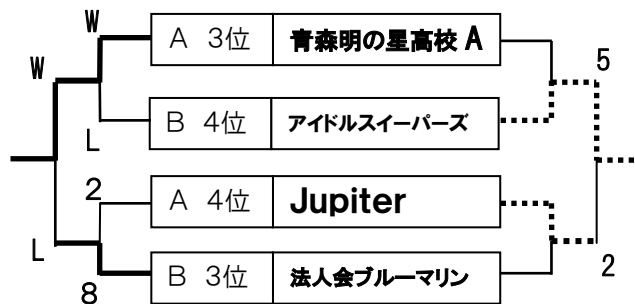 W
A 3位 青森明の星高校 A
W
5
B 4位 アイドルスイーパーズ
L
2
A 4位 Jupiter
L
2
B 3位 法人会ブルーマリン
8